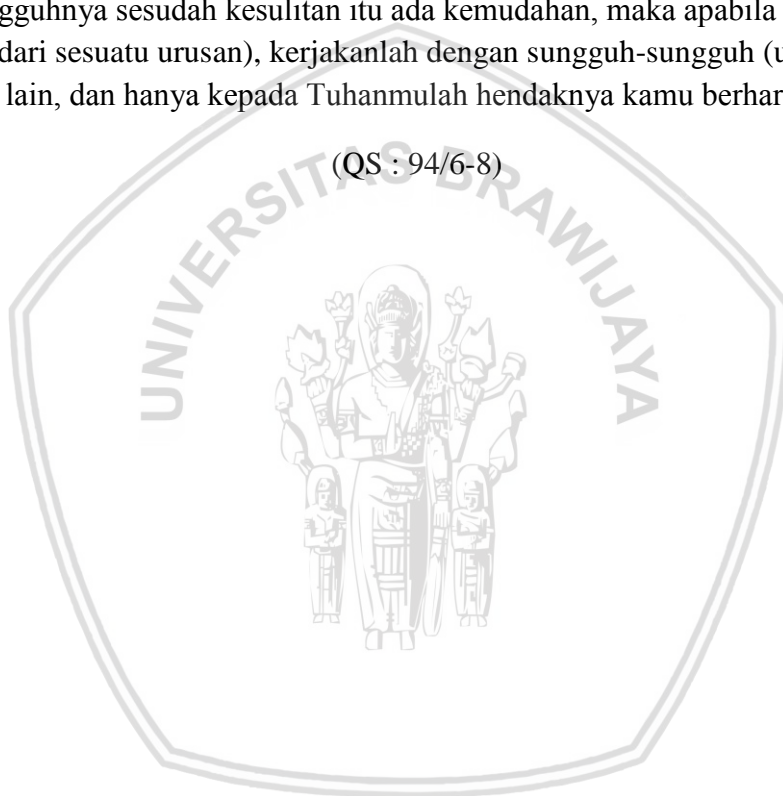 gguhnya sesudah kesulitan itu ada kemudahan, maka apabila
dari sesuatu urusan), kerjakanlah dengan sungguh-sungguh (u
lain, dan hanya kepada Tuhanmulah hendaknya kamu berhar
(QS : 94/6-8)
UNIVERSITAS BRAWIJAYA